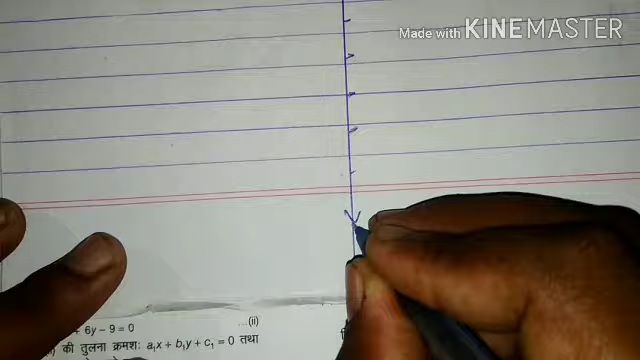 Made with KINEMASTER
+ 6y – 9 = 0 ...(ii)
की तुलना क्रमशः a₁x + b₁y + c₁ = 0 तथा